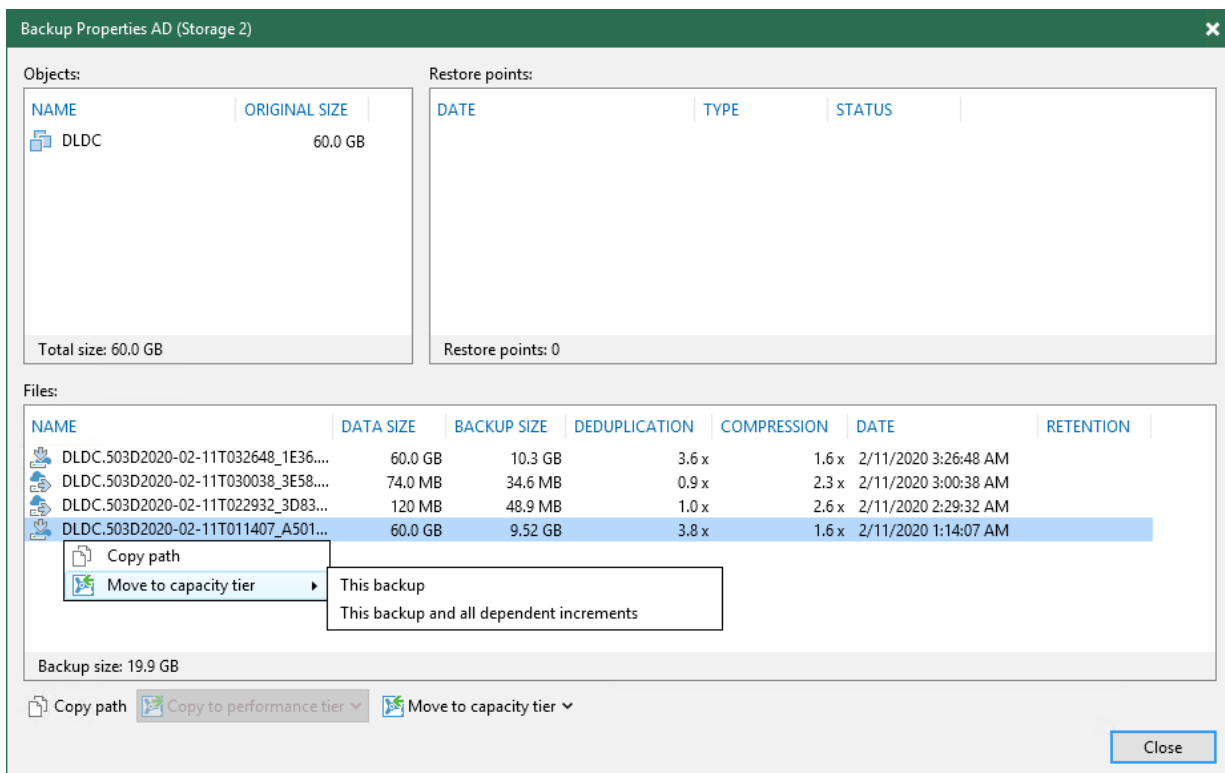 Backup Properties AD (Storage 2)
Objects: Restore points:
NAME ORIGINAL SIZE DATE TYPE STATUS
DLDC 60.0 GB
Total size: 60.0 GB Restore points: 0
Files:
NAME DATA SIZE BACKUP SIZE DEDUPLICATION COMPRESSION DATE RETENTION
DLDC.503D2020-02-11T032648_1E36.... 60.0 GB 10.3 GB 3.6 x 1.6 x 2/11/2020 3:26:48 AM
DLDC.503D2020-02-11T030038_3E58.... 74.0 MB 34.6 MB 0.9 x 2.3 x 2/11/2020 3:00:38 AM
DLDC.503D2020-02-11T022932_3D83... 120 MB 48.9 MB 1.0 x 2.6 x 2/11/2020 2:29:32 AM
DLDC.503D2020-02-11T011407_A501... 60.0 GB 9.52 GB 3.8 x 1.6 x 2/11/2020 1:14:07 AM
Copy path
Move to capacity tier This backup
This backup and all dependent increments
Backup size: 19.9 GB
Copy path Copy to performance tier Move to capacity tier
Close